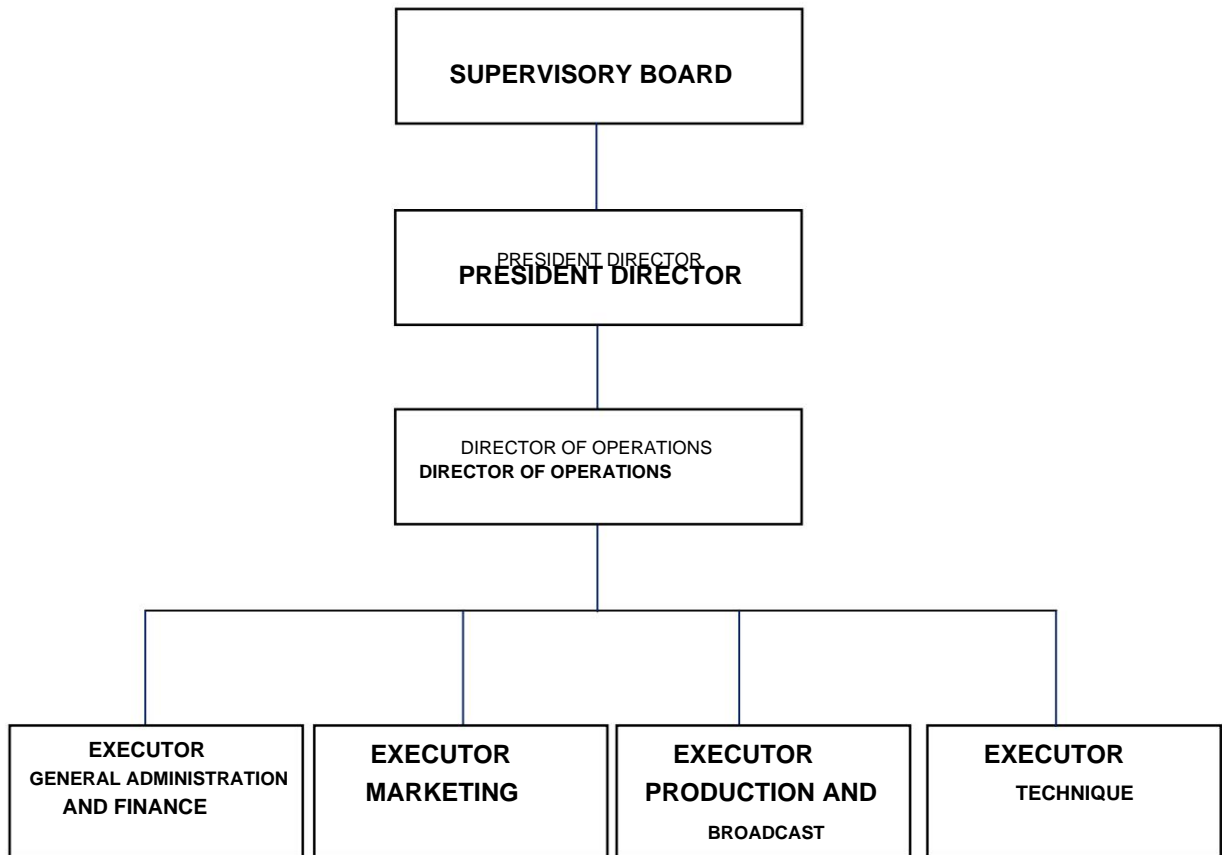 SUPERVISORY BOARD
PRESIDENT DIRECTOR
PRESIDENT DIRECTOR
DIRECTOR OF OPERATIONS
DIRECTOR OF OPERATIONS
EXECUTOR
GENERAL ADMINISTRATION
AND FINANCE
EXECUTOR
MARKETING
EXECUTOR
PRODUCTION AND
BROADCAST
EXECUTOR
TECHNIQUE